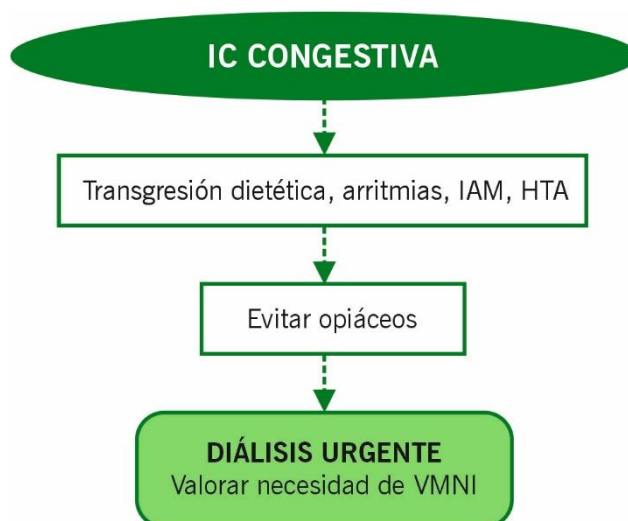 IC CONGESTIVA
Transgresión dietética, arritmias, IAM, HTA
Evitar opiáceos
DIÁLISIS URGENTE
Valorar necesidad de VMNI